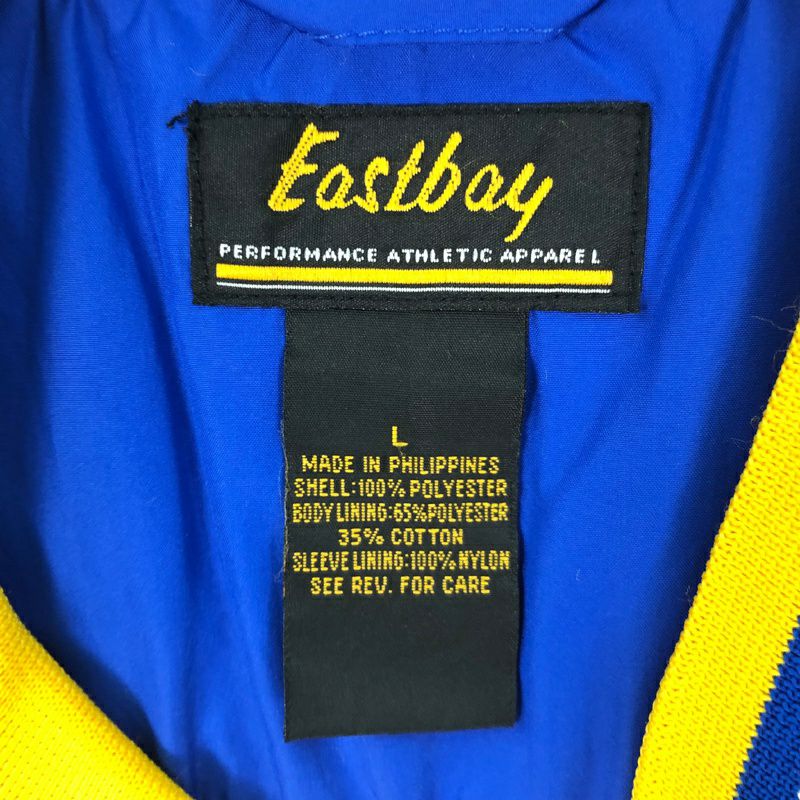 Eastbay
PERFORMANCE ATHLETIC APPAREL
L
MADE IN PHILIPPINES
SHELL:100% POLYESTER
BODY LINING:65%POLYESTER
35% COTTON
SLEEVE LINING:100%NYLON
SEE REV. FOR CARE